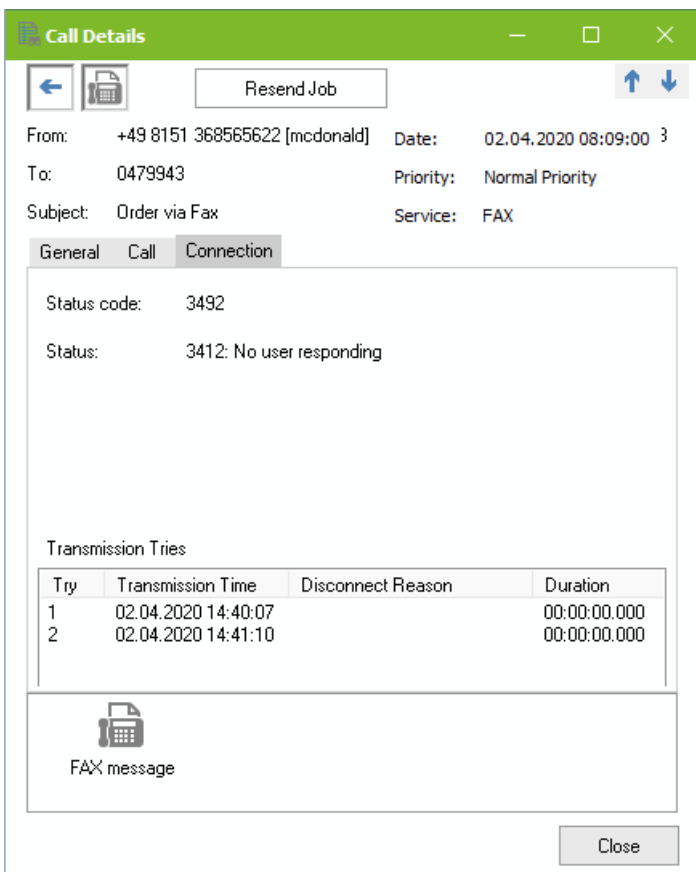 Call Details
Resend Job
From: +49 8151 368565622 [mcdonald] Date: 02.04.2020 08:09:00 3
To: 0479943 Priority: Normal Priority
Subject: Order via Fax Service: FAX
General Call Connection
Status code: 3492
Status: 3412: No user responding
Transmission Tries
Try Transmission Time Disconnect Reason Duration
1 02.04.2020 14:40:07 00:00:00.000
2 02.04.2020 14:41:10 00:00:00.000
FAX message
Close